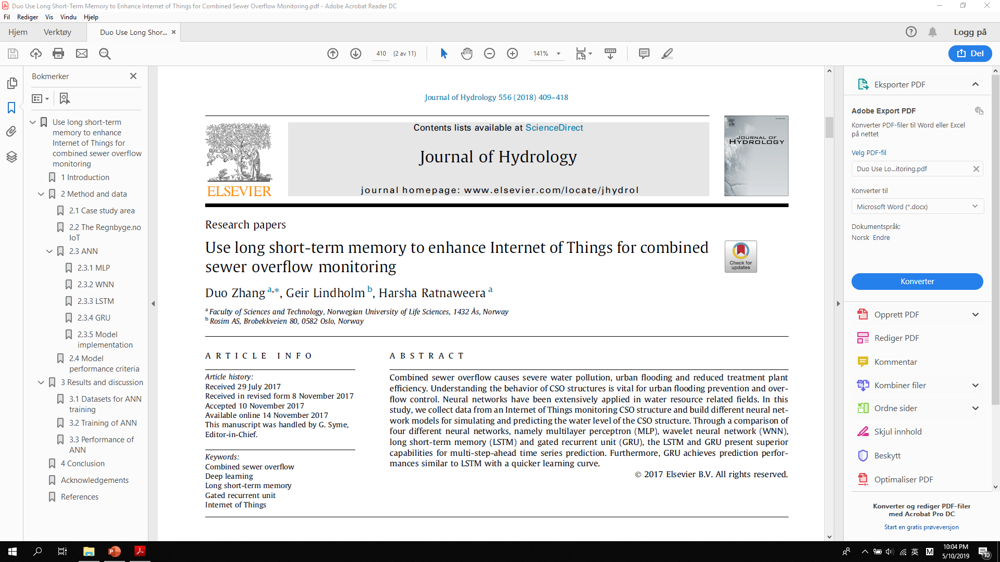 Duo Use Long Short-Term Memory to Enhance Internet of Things for Combined Sewer Overflow Monitoring.pdf - Adobe Acrobat Reader DC
Fil Rediger Vis Vindu Hjelp
Hjem Verktøy Duo Use Long Shor... Logg på
410 (2 av 11) 141% Del
Bokmerker
Use long short-term
memory to enhance
Internet of Things for
combined sewer overflow
monitoring
1 Introduction
2 Method and data
2.1 Case study area
2.2 The Regnbyge.no
IoT
2.3 ANN
2.3.1 MLP
2.3.2 WNN
2.3.3 LSTM
2.3.4 GRU
2.3.5 Model
implementation
2.4 Model
performance criteria
3 Results and discussion
3.1 Datasets for ANN
training
3.2 Training of ANN
3.3 Performance of
ANN
4 Conclusion
Acknowledgements
References
Journal of Hydrology 556 (2018) 409–418
ELSEVIER
Contents lists available at ScienceDirect
Journal of Hydrology
journal homepage: www.elsevier.com/locate/jhydrol
JOURNAL OF
HYDROLOGY
Research papers
Use long short-term memory to enhance Internet of Things for combined
sewer overflow monitoring
Check for
updates
Duo Zhang a,*, Geir Lindholm b, Harsha Ratnaweera a
a Faculty of Sciences and Technology, Norwegian University of Life Sciences, 1432 Ås, Norway
b Rosim AS, Brobekkveien 80, 0582 Oslo, Norway
ARTICLE INFO
Article history:
Received 29 July 2017
Received in revised form 8 November 2017
Accepted 10 November 2017
Available online 14 November 2017
This manuscript was handled by G. Syme,
Editor-in-Chief.
Keywords:
Combined sewer overflow
Deep learning
Long short-term memory
Gated recurrent unit
Internet of Things
ABSTRACT
Combined sewer overflow causes severe water pollution, urban flooding and reduced treatment plant
efficiency. Understanding the behavior of CSO structures is vital for urban flooding prevention and over-
flow control. Neural networks have been extensively applied in water resource related fields. In this
study, we collect data from an Internet of Things monitoring CSO structure and build different neural net-
work models for simulating and predicting the water level of the CSO structure. Through a comparison of
four different neural networks, namely multilayer perceptron (MLP), wavelet neural network (WNN),
long short-term memory (LSTM) and gated recurrent unit (GRU), the LSTM and GRU present superior
capabilities for multi-step-ahead time series prediction. Furthermore, GRU achieves prediction perfor-
mances similar to LSTM with a quicker learning curve.
© 2017 Elsevier B.V. All rights reserved.
Eksporter PDF
Adobe Export PDF
Konverter PDF-filer til Word eller Excel
på nettet
Velg PDF-fil
Duo Use Lo...itoring.pdf
Konverter til
Microsoft Word (*.docx)
Dokumentspråk:
Norsk Endre
Konverter
Opprett PDF
Rediger PDF
Kommentar
Kombiner filer
Ordne sider
Skjul innhold
Beskytt
Optimaliser PDF
Konverter og rediger PDF-filer
med Acrobat Pro DC
Start en gratis prøveversjon
英 M
10:04 PM
5/10/2019
10